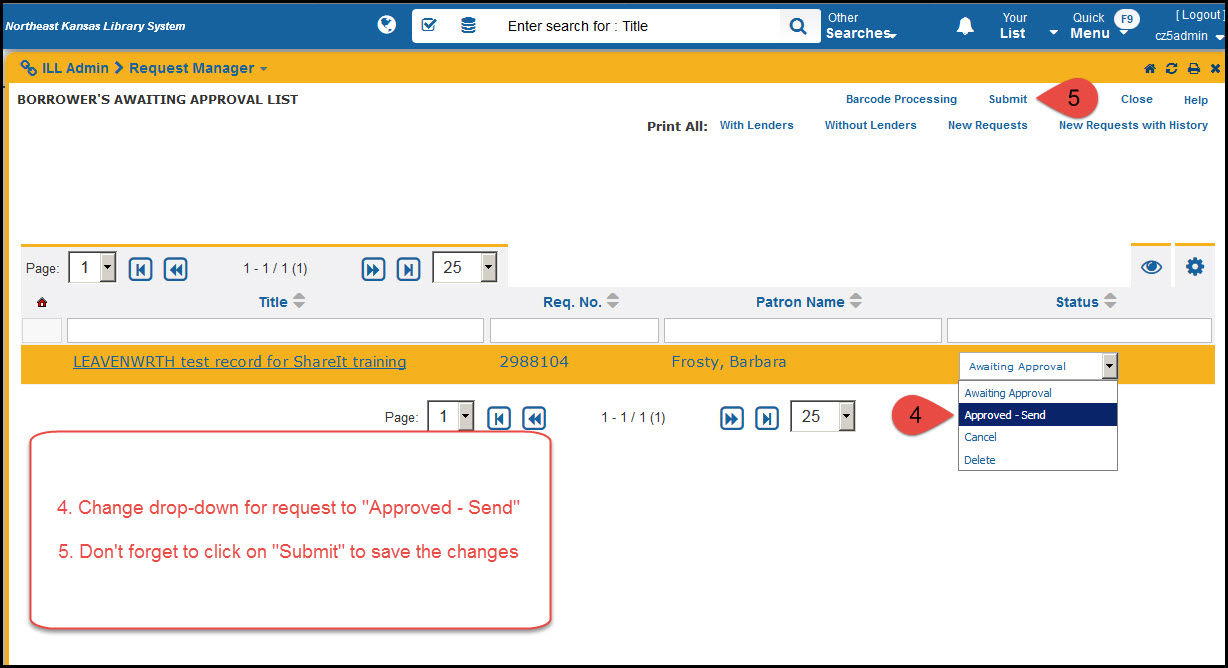 Northeast Kansas Library System
Enter search for : Title
Other
Searches
Your
List
Quick
Menu
F9
[ Logout ]
cz5admin
ILL Admin
Request Manager
BORROWER'S AWAITING APPROVAL LIST
Barcode Processing
Submit
5
Close
Help
Print All:
With Lenders
Without Lenders
New Requests
New Requests with History
Page:
1
1 - 1 / 1 (1)
25
Title
Req. No.
Patron Name
Status
LEAVENWRTH test record for ShareIt training
2988104
Frosty, Barbara
Awaiting Approval
Awaiting Approval
4
Approved - Send
Cancel
Delete
Page:
1
1 - 1 / 1 (1)
25
4. Change drop-down for request to "Approved - Send"
5. Don't forget to click on "Submit" to save the changes